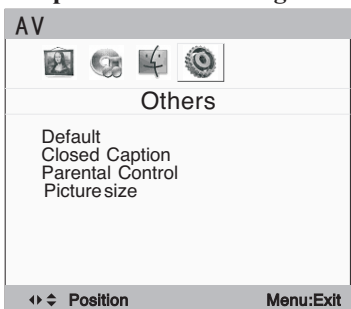 AV
Others
Default
Closed Caption
Parental Control
Picture size
Position Menu:Exit